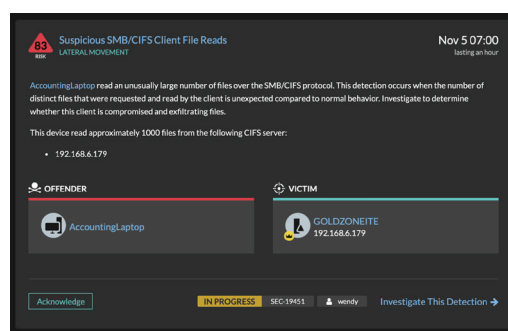 83
RISK
Suspicious SMB/CIFS Client File Reads
LATERAL MOVEMENT
Nov 5 07:00
lasting an hour
AccountingLaptop read an unusually large number of files over the SMB/CIFS protocol. This detection occurs when the number of
distinct files that were requested and read by the client is unexpected compared to normal behavior. Investigate to determine
whether this client is compromised and exfiltrating files.
This device read approximately 1000 files from the following CIFS server:
• 192.168.6.179
OFFENDER
AccountingLaptop
VICTIM
GOLDZONEITE
192.168.6.179
Acknowledge
IN PROGRESS
SEC-19451
wendy
Investigate This Detection →